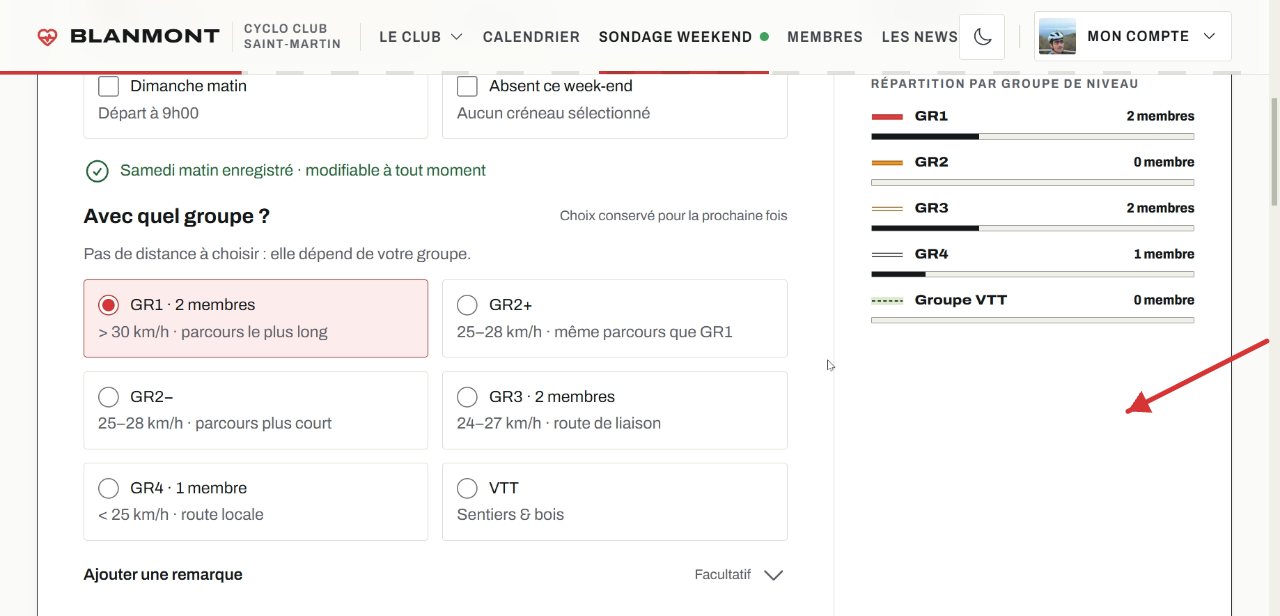 BLANMONT
CYCLO CLUB
SAINT-MARTIN
LE CLUB
CALENDRIER
SONDAGE WEEKEND
MEMBRES
LES NEWS
MON COMPTE
Dimanche matin
Départ à 9h00
Absent ce week-end
Aucun créneau sélectionné
Samedi matin enregistré · modifiable à tout moment
Avec quel groupe ?
Choix conservé pour la prochaine fois
Pas de distance à choisir : elle dépend de votre groupe.
GR1 · 2 membres
> 30 km/h · parcours le plus long
GR2+
25–28 km/h · même parcours que GR1
GR2–
25–28 km/h · parcours plus court
GR3 · 2 membres
24–27 km/h · route de liaison
GR4 · 1 membre
< 25 km/h · route locale
VTT
Sentiers & bois
Ajouter une remarque
Facultatif
RÉPARTITION PAR GROUPE DE NIVEAU
GR1 2 membres
GR2 0 membre
GR3 2 membres
GR4 1 membre
Groupe VTT 0 membre